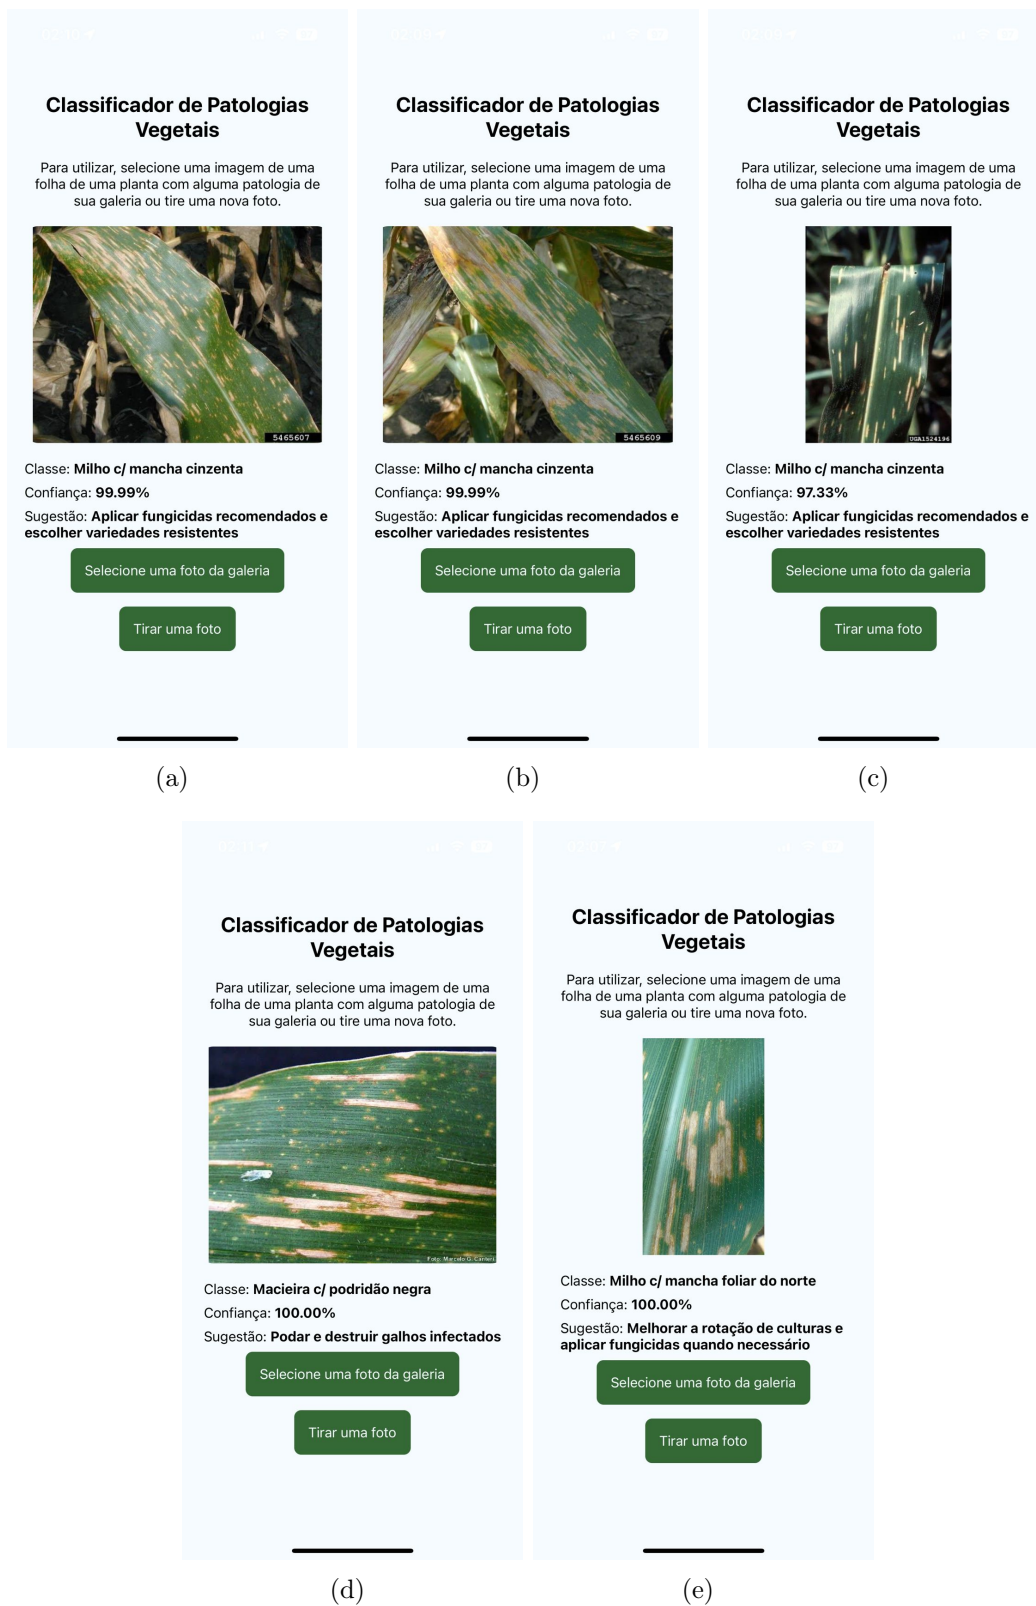 Classificador de Patologias
Vegetais
Para utilizar, selecione uma imagem de uma
folha de uma planta com alguma patologia de
sua galeria ou tire uma nova foto.
5465607
Classe: Milho c/ mancha cinzenta
Confiança: 99.99%
Sugestão: Aplicar fungicidas recomendados e
escolher variedades resistentes
Selecione uma foto da galeria
Tirar uma foto
(a)
Classificador de Patologias
Vegetais
Para utilizar, selecione uma imagem de uma
folha de uma planta com alguma patologia de
sua galeria ou tire uma nova foto.
5465609
Classe: Milho c/ mancha cinzenta
Confiança: 99.99%
Sugestão: Aplicar fungicidas recomendados e
escolher variedades resistentes
Selecione uma foto da galeria
Tirar uma foto
(b)
Classificador de Patologias
Vegetais
Para utilizar, selecione uma imagem de uma
folha de uma planta com alguma patologia de
sua galeria ou tire uma nova foto.
UGA1524196
Classe: Milho c/ mancha cinzenta
Confiança: 97.33%
Sugestão: Aplicar fungicidas recomendados e
escolher variedades resistentes
Selecione uma foto da galeria
Tirar uma foto
(c)
Classificador de Patologias
Vegetais
Para utilizar, selecione uma imagem de uma
folha de uma planta com alguma patologia de
sua galeria ou tire uma nova foto.
Foto: Marcelo G. Canteri
Classe: Macieira c/ podridão negra
Confiança: 100.00%
Sugestão: Podar e destruir galhos infectados
Selecione uma foto da galeria
Tirar uma foto
(d)
Classificador de Patologias
Vegetais
Para utilizar, selecione uma imagem de uma
folha de uma planta com alguma patologia de
sua galeria ou tire uma nova foto.
Classe: Milho c/ mancha foliar do norte
Confiança: 100.00%
Sugestão: Melhorar a rotação de culturas e
aplicar fungicidas quando necessário
Selecione uma foto da galeria
Tirar uma foto
(e)